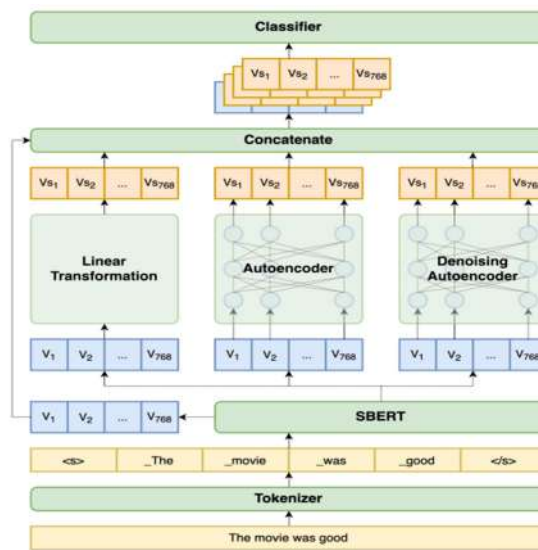 Classifier
Vs₁ Vs₂ ... Vs₇₆₈
Concatenate
Vs₁ Vs₂ ... Vs₇₆₈ Vs₁ Vs₂ ... Vs₇₆₈ Vs₁ Vs₂ ... Vs₇₆₈
Linear Transformation
Autoencoder
Denoising Autoencoder
V₁ V₂ ... V₇₆₈ V₁ V₂ ... V₇₆₈ V₁ V₂ ... V₇₆₈
V₁ V₂ ... V₇₆₈ SBERT
<s> _The _movie _was _good </s>
Tokenizer
The movie was good